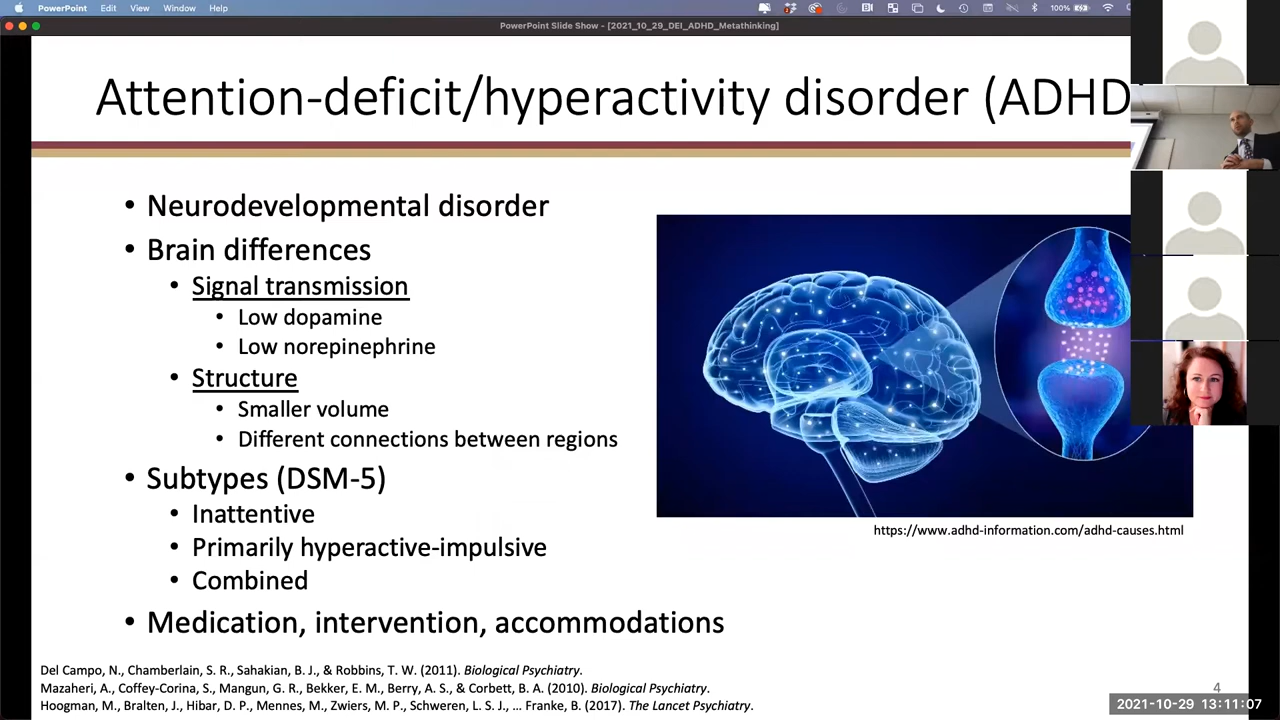 PowerPoint Edit View Window Help 100%
PowerPoint Slide Show - [2021_10_29_DEI_ADHD_Metathinking]
Attention-deficit/hyperactivity disorder (ADHD
• Neurodevelopmental disorder
• Brain differences
• Signal transmission
• Low dopamine
• Low norepinephrine
• Structure
• Smaller volume
• Different connections between regions
• Subtypes (DSM-5)
• Inattentive
• Primarily hyperactive-impulsive
• Combined
• Medication, intervention, accommodations
https://www.adhd-information.com/adhd-causes.html
Del Campo, N., Chamberlain, S. R., Sahakian, B. J., & Robbins, T. W. (2011). Biological Psychiatry.
Mazaheri, A., Coffey-Corina, S., Mangun, G. R., Bekker, E. M., Berry, A. S., & Corbett, B. A. (2010). Biological Psychiatry.
Hoogman, M., Bralten, J., Hibar, D. P., Mennes, M., Zwiers, M. P., Schweren, L. S. J., … Franke, B. (2017). The Lancet Psychiatry.
4
2021-10-29 13:11:07